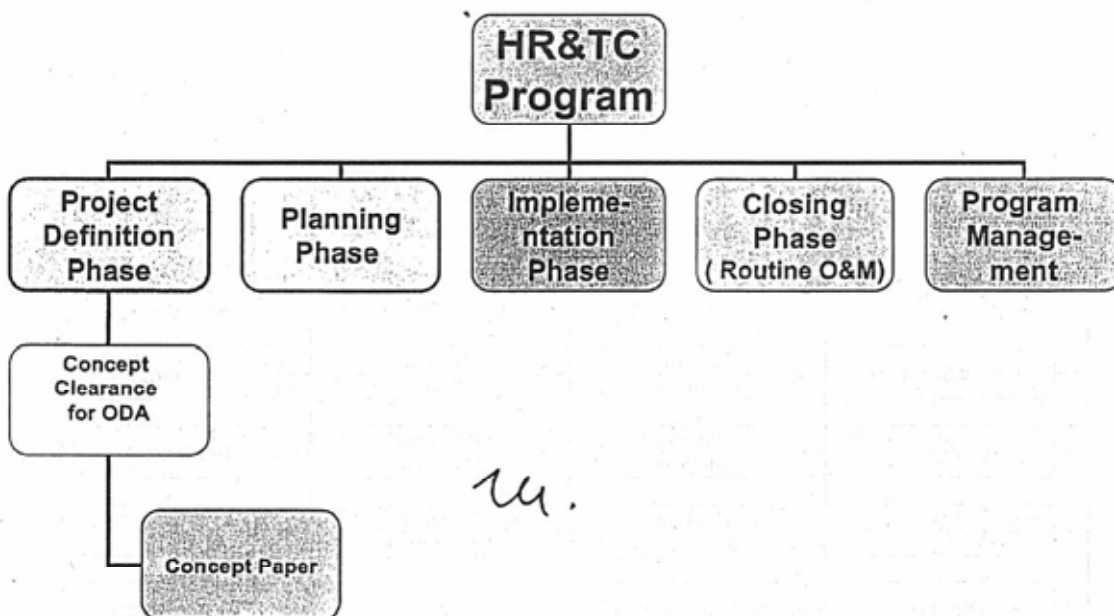 HR&TC
Program
Project
Definition
Phase
Planning
Phase
Impleme-
ntation
Phase
Closing
Phase
( Routine O&M)
Program
Manage-
ment
Concept
Clearance
for ODA
Concept Paper